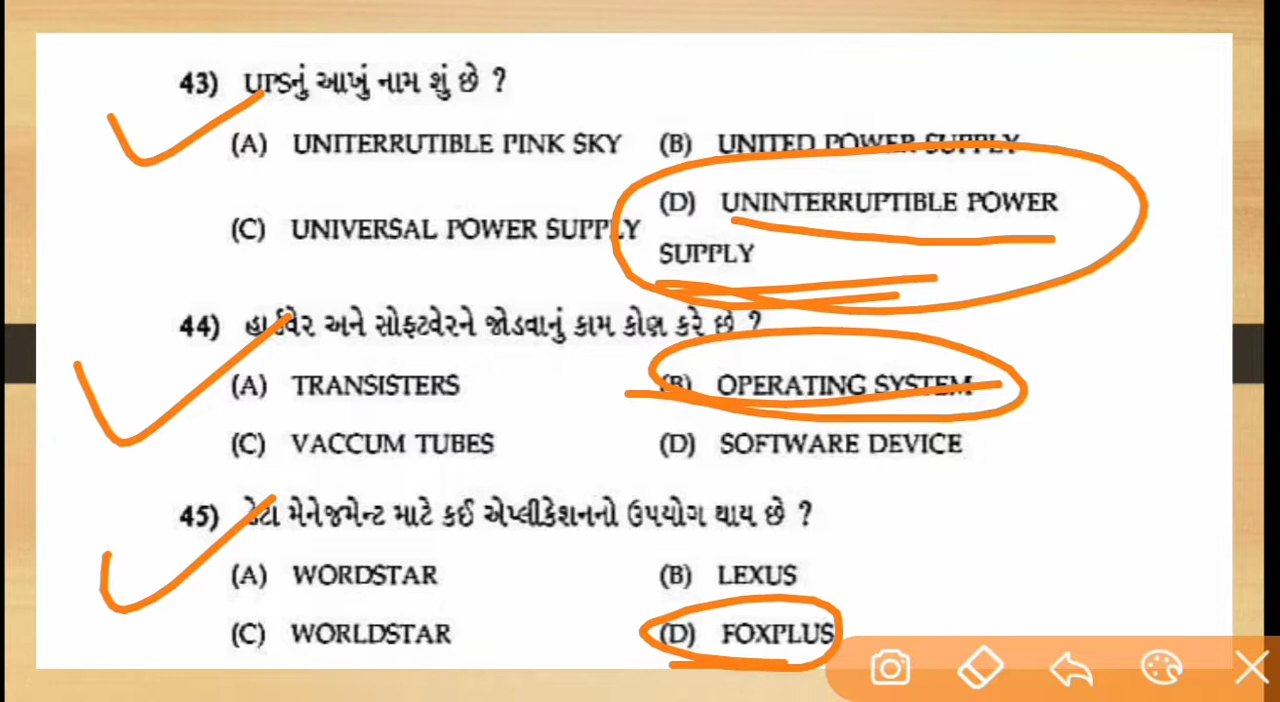 43) UPSનું આખું નામ શું છે ?
(A) UNITERRUTIBLE PINK SKY (B) UNITED POWER SUPPLY
(C) UNIVERSAL POWER SUPPLY (D) UNINTERRUPTIBLE POWER
SUPPLY
44) હાર્ડવેર અને સોફ્ટવેરને જોડવાનું કામ કોણ કરે છે ?
(A) TRANSISTERS (B) OPERATING SYSTEM
(C) VACCUM TUBES (D) SOFTWARE DEVICE
45) ડેટા મેનેજમેન્ટ માટે કઈ એપ્લીકેશનનો ઉપયોગ થાય છે ?
(A) WORDSTAR (B) LEXUS
(C) WORLDSTAR (D) FOXPLUS